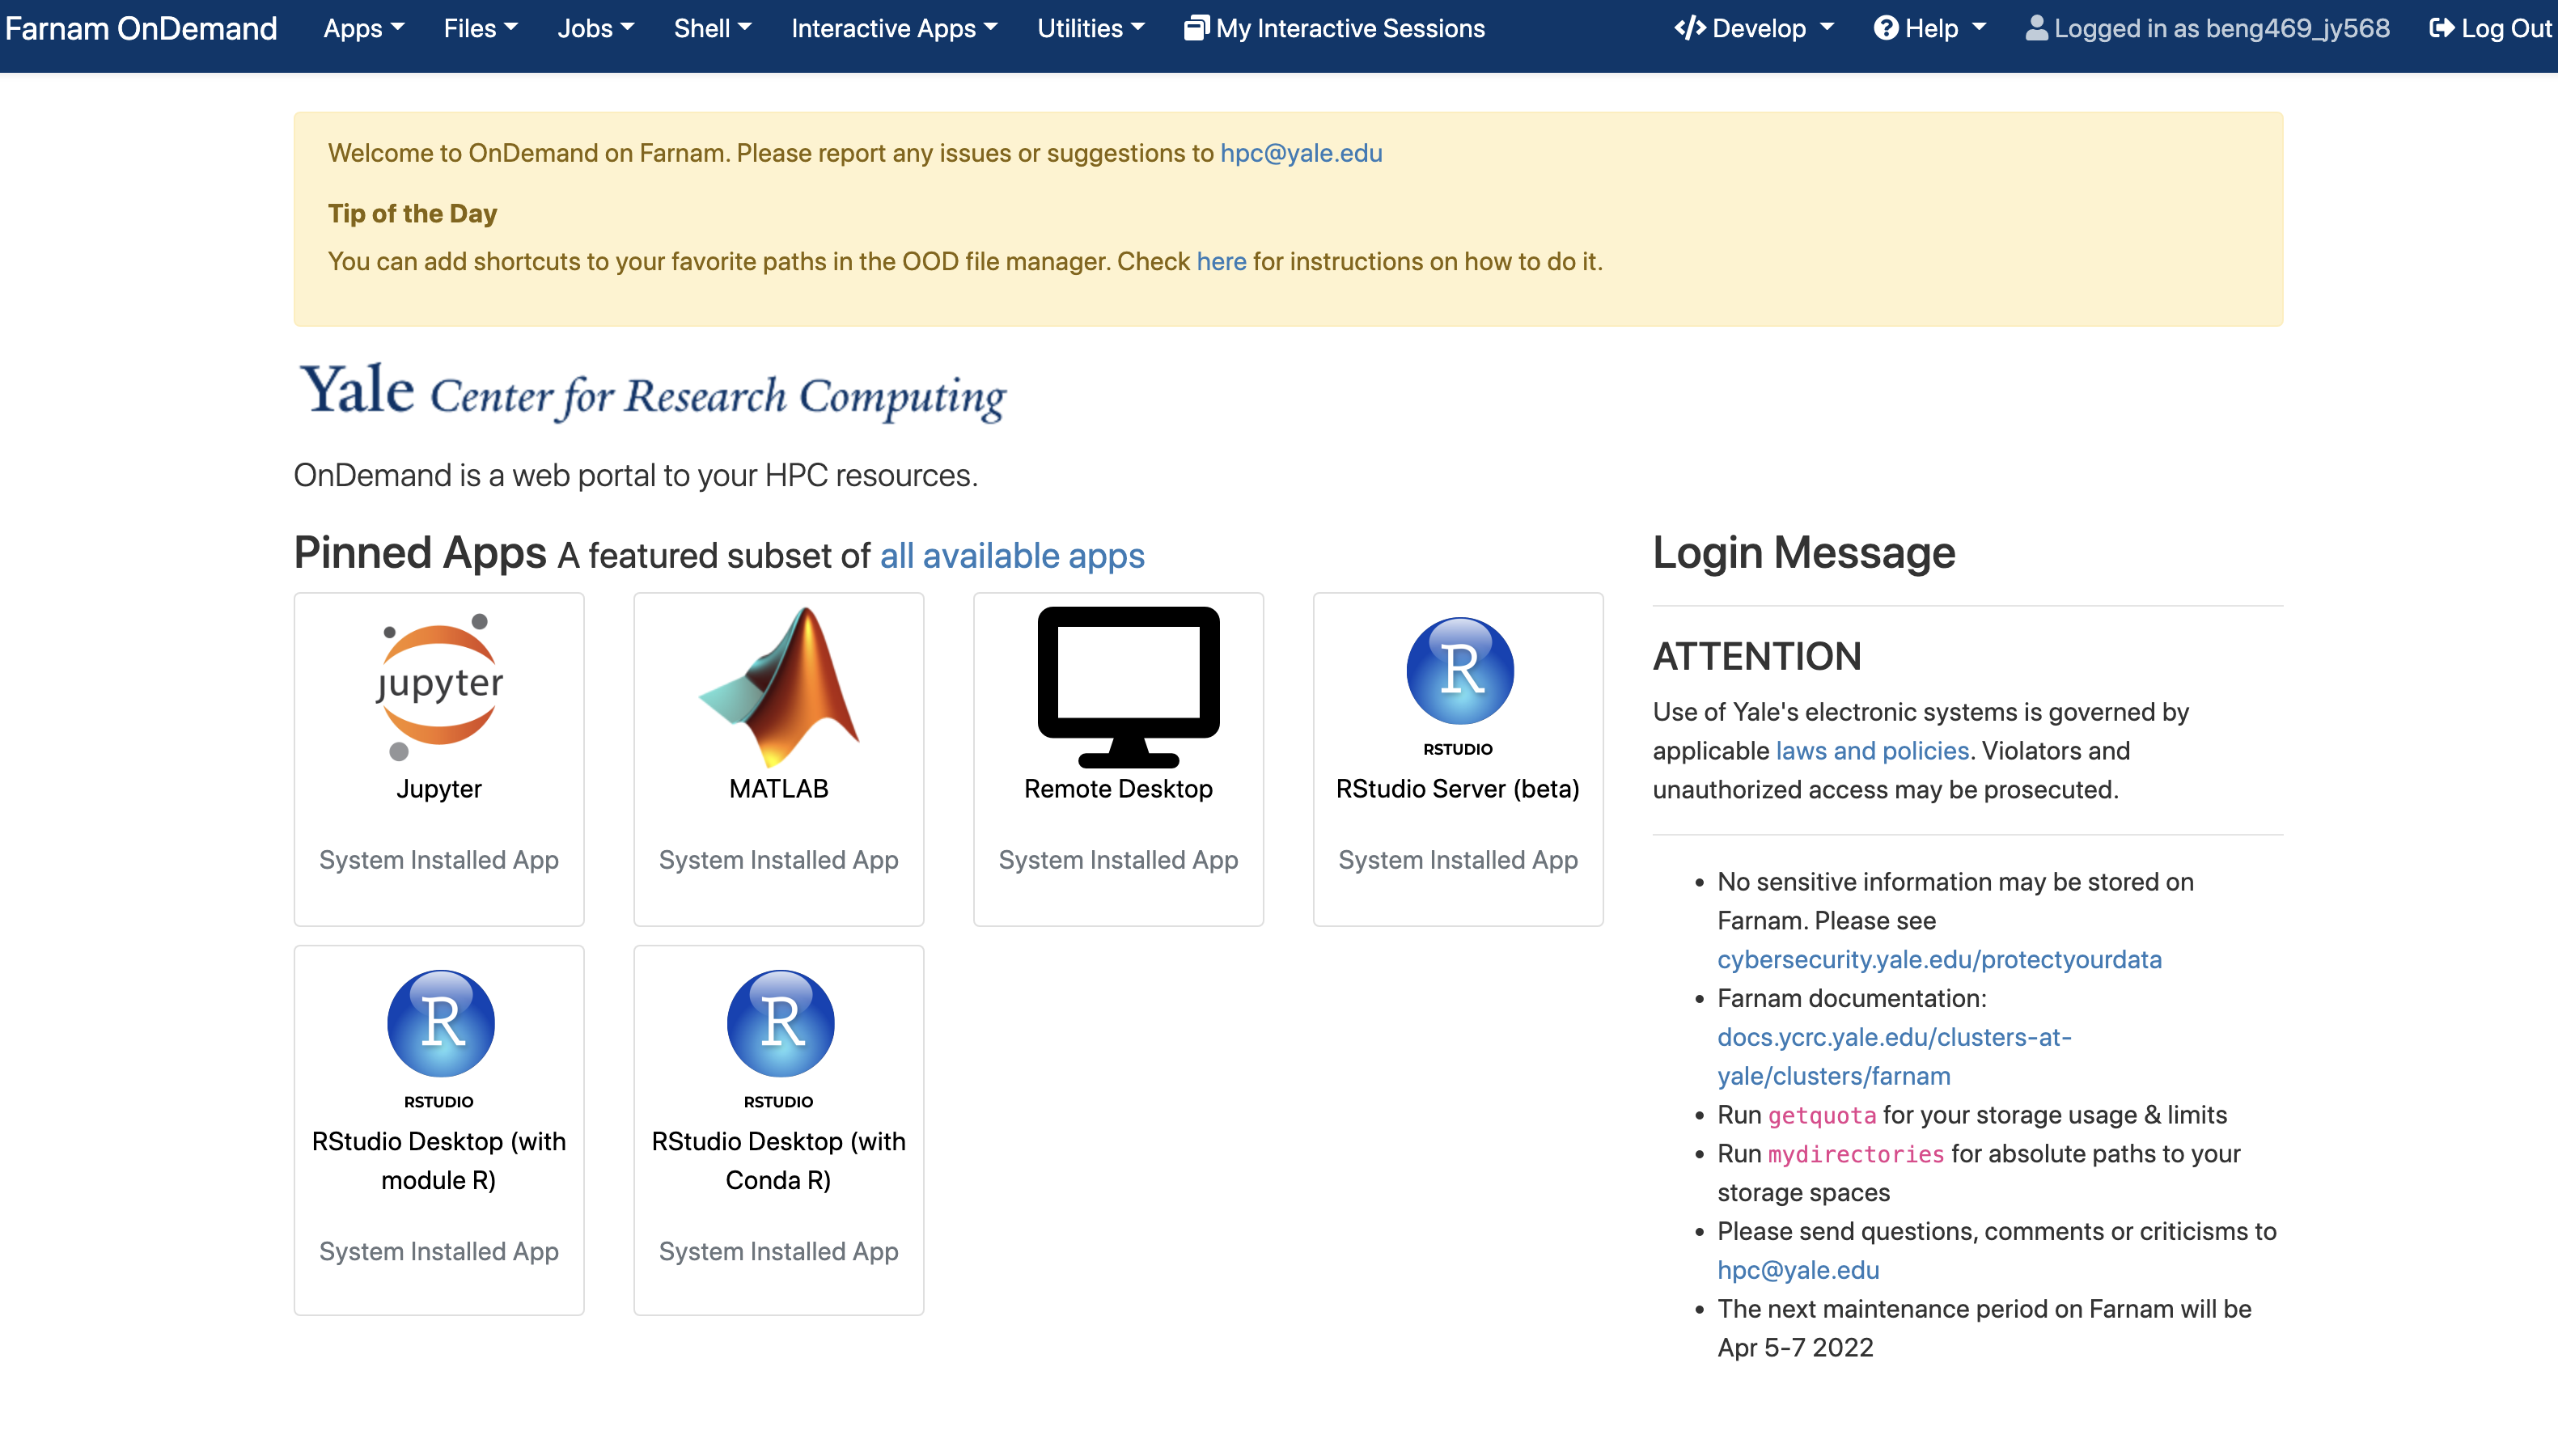 Farnam OnDemand Apps Files Jobs Shell Interactive Apps Utilities My Interactive Sessions </> Develop Help Logged in as beng469_jy568 Log Out
Welcome to OnDemand on Farnam. Please report any issues or suggestions to hpc@yale.edu
Tip of the Day
You can add shortcuts to your favorite paths in the OOD file manager. Check here for instructions on how to do it.
Yale Center for Research Computing
OnDemand is a web portal to your HPC resources.
Pinned Apps A featured subset of all available apps
jupyter
Jupyter
System Installed App
MATLAB
System Installed App
Remote Desktop
System Installed App
R
RSTUDIO
RStudio Server (beta)
System Installed App
R
RSTUDIO
RStudio Desktop (with
module R)
System Installed App
R
RSTUDIO
RStudio Desktop (with
Conda R)
System Installed App
Login Message
ATTENTION
Use of Yale's electronic systems is governed by
applicable laws and policies. Violators and
unauthorized access may be prosecuted.
• No sensitive information may be stored on
Farnam. Please see
cybersecurity.yale.edu/protectyourdata
• Farnam documentation:
docs.ycrc.yale.edu/clusters-at-
yale/clusters/farnam
• Run getquota for your storage usage & limits
• Run mydirectories for absolute paths to your
storage spaces
• Please send questions, comments or criticisms to
hpc@yale.edu
• The next maintenance period on Farnam will be
Apr 5-7 2022